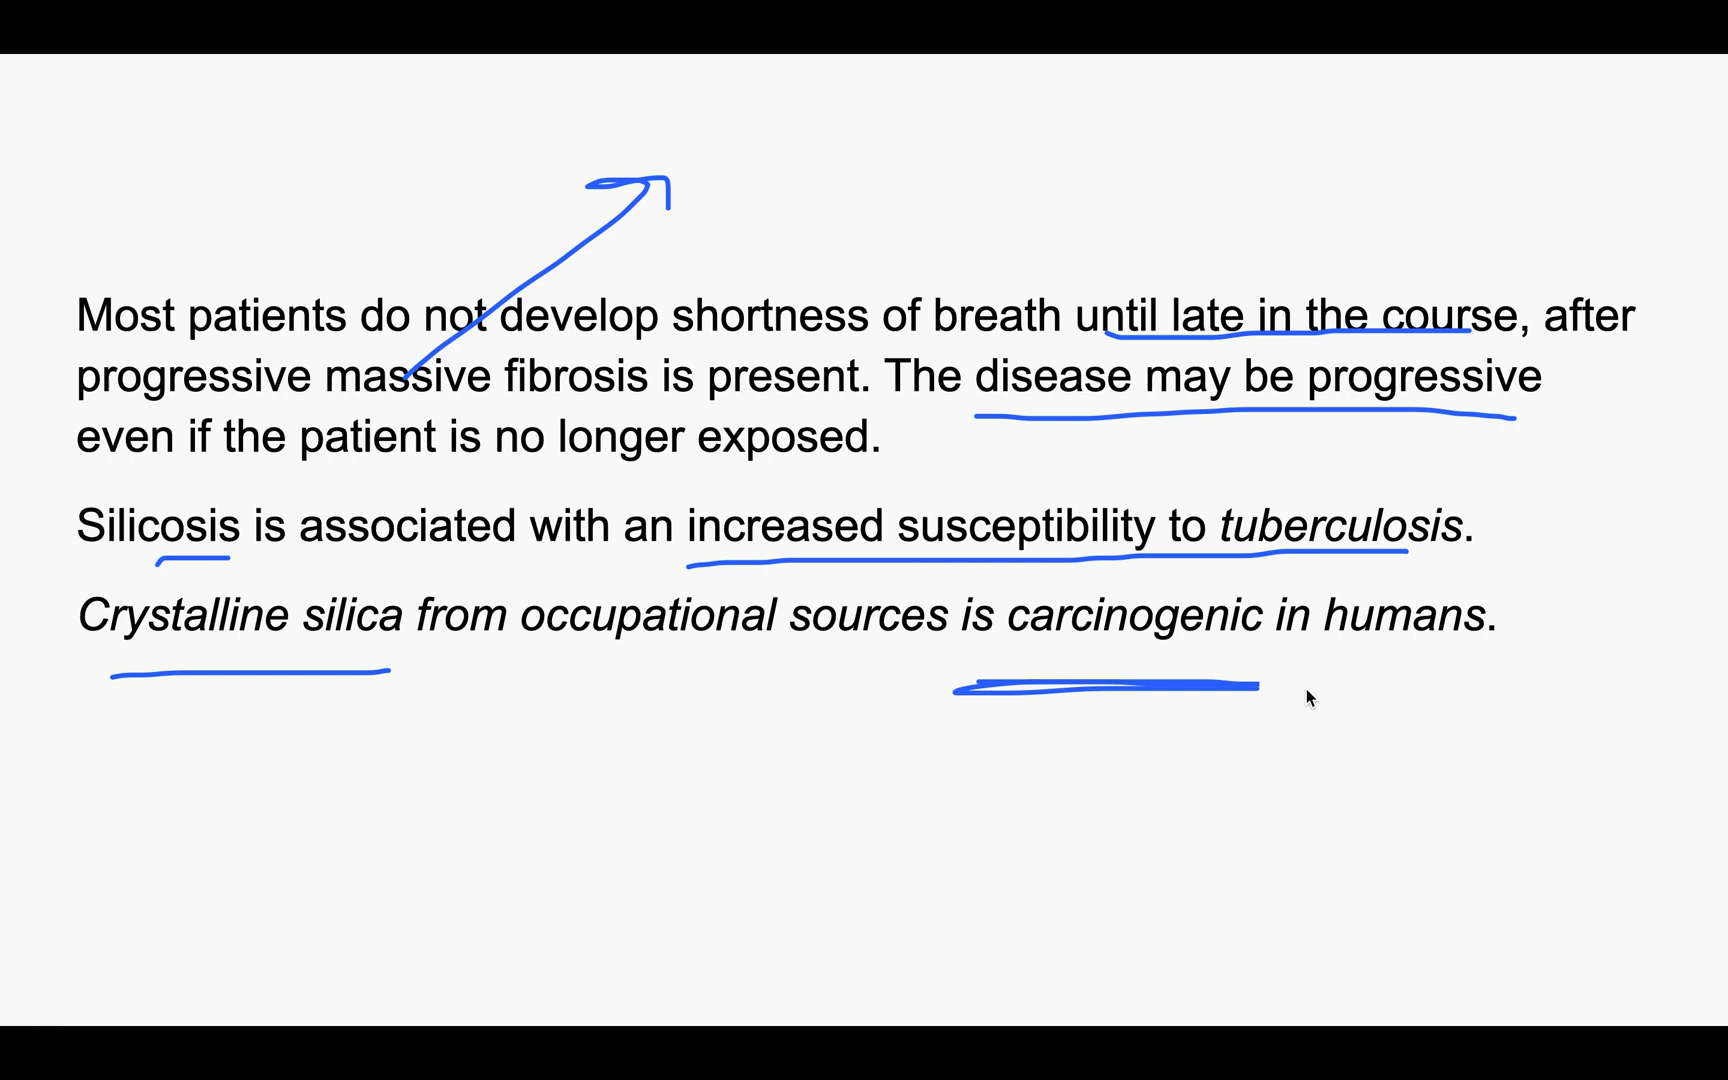 Most patients do not develop shortness of breath until late in the course, after
progressive massive fibrosis is present. The disease may be progressive
even if the patient is no longer exposed.
Silicosis is associated with an increased susceptibility to tuberculosis.
Crystalline silica from occupational sources is carcinogenic in humans.